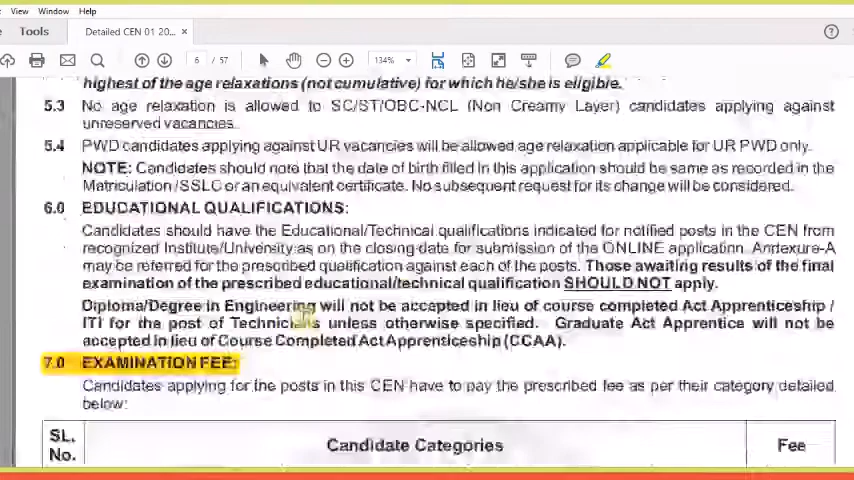 View Window Help
Tools Detailed CEN 01 20... ×
6 / 57 134%
highest of the age relaxations (not cumulative) for which he/she is eligible.
5.3 No age relaxation is allowed to SC/ST/OBC-NCL (Non Creamy Layer) candidates applying against
unreserved vacancies.
5.4 PWD candidates applying against UR vacancies will be allowed age relaxation applicable for UR PWD only.
NOTE: Candidates should note that the date of birth filled in this application should be same as recorded in the
Matriculation /SSLC or an equivalent certificate. No subsequent request for its change will be considered.
6.0 EDUCATIONAL QUALIFICATIONS:
Candidates should have the Educational/Technical qualifications indicated for notified posts in the CEN from
recognized Institute/University as on the closing date for submission of the ONLINE application. Annexure-A
may be referred for the prescribed qualification against each of the posts. Those awaiting results of the final
examination of the prescribed educational/technical qualification SHOULD NOT apply.
Diploma/Degree in Engineering will not be accepted in lieu of course completed Act Apprenticeship /
ITI for the post of Technicians unless otherwise specified. Graduate Act Apprentice will not be
accepted in lieu of Course Completed Act Apprenticeship (CCAA).
7.0 EXAMINATION FEE:
Candidates applying for the posts in this CEN have to pay the prescribed fee as per their category detailed
below:
SL.
No.
Candidate Categories
Fee